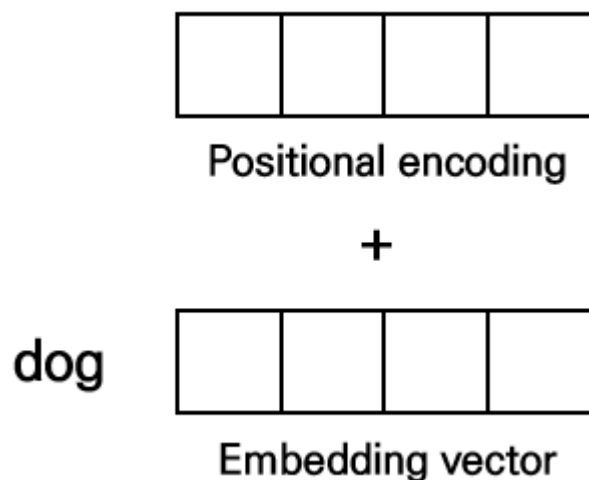 Positional encoding
+
dog
Embedding vector